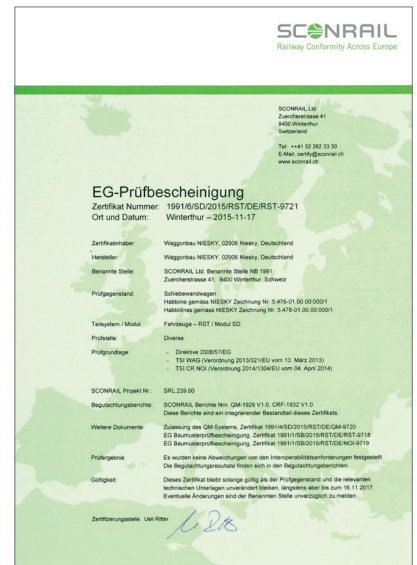 SCONRAIL
Railway Conformity Across Europe
SCONRAIL Ltd
Zuercherstrasse 41
8400 Winterthur
Switzerland
Tel: ++41 52 262 33 30
E-Mail: certify@sconrail.ch
www.sconrail.ch
EG-Prüfbescheinigung
Zertifikat Nummer: 1991/6/SD/2015/RST/DE/RST-9721
Ort und Datum: Winterthur – 2015-11-17
Zertifikatinhaber: Waggonbau NIESKY, 02906 Niesky, Deutschland
Hersteller: Waggonbau NIESKY, 02906 Niesky, Deutschland
Benannte Stelle: SCONRAIL Ltd. Benannte Stelle NB 1991
Zuercherstrasse 41, 8400 Winterthur, Schweiz
Prüfgegenstand: Schiebewandwagen
Habbins gemäss NIESKY Zeichnung Nr. 5.476-01.00.00:000/1
Habbiins gemäss NIESKY Zeichnung Nr. 5.478-01.00.00:000/1
Teilsystem / Modul: Fahrzeuge – RST / Modul SD
Prüfstelle: Diverse
Prüfgrundlage: – Direktive 2008/57/EG
– TSI WAG (Verordnung 2013/321/EU vom 13. März 2013)
– TSI CR NOI (Verordnung 2014/1304/EU vom 04. April 2014)
SCONRAIL Projekt Nr.: SRL.239.00
Begutachtungsberichte: SCONRAIL Berichte Nrn. QM-1929 V1.0, CRF-1932 V1.0
Diese Berichte sind ein integrierender Bestandteil dieses Zertifikats.
Weitere Dokumente: Zulassung des QM-Systems, Zertifikat 1991/4/SD/2015/RST/DE/QM-9720
EG Baumusterprüfbescheinigung, Zertifikat 1991/1/SB/2015/RST/DE/RST-9718
EG Baumusterprüfbescheinigung, Zertifikat 1991/1/SB/2015/RST/DE/NOI-9719
Prüfergebnis: Es wurden keine Abweichungen von den Interoperabilitätsanforderungen festgestellt.
Die Begutachtungsresultate finden sich in den Begutachtungsberichten.
Gültigkeit: Dieses Zertifikat bleibt solange gültig als der Prüfgegenstand und die relevanten
technischen Unterlagen unverändert bleiben, längstens aber bis zum 16.11.2017.
Eventuelle Änderungen sind der Benannten Stelle unverzüglich zu melden.
Zertifizierungsstelle: Ueli Ritter